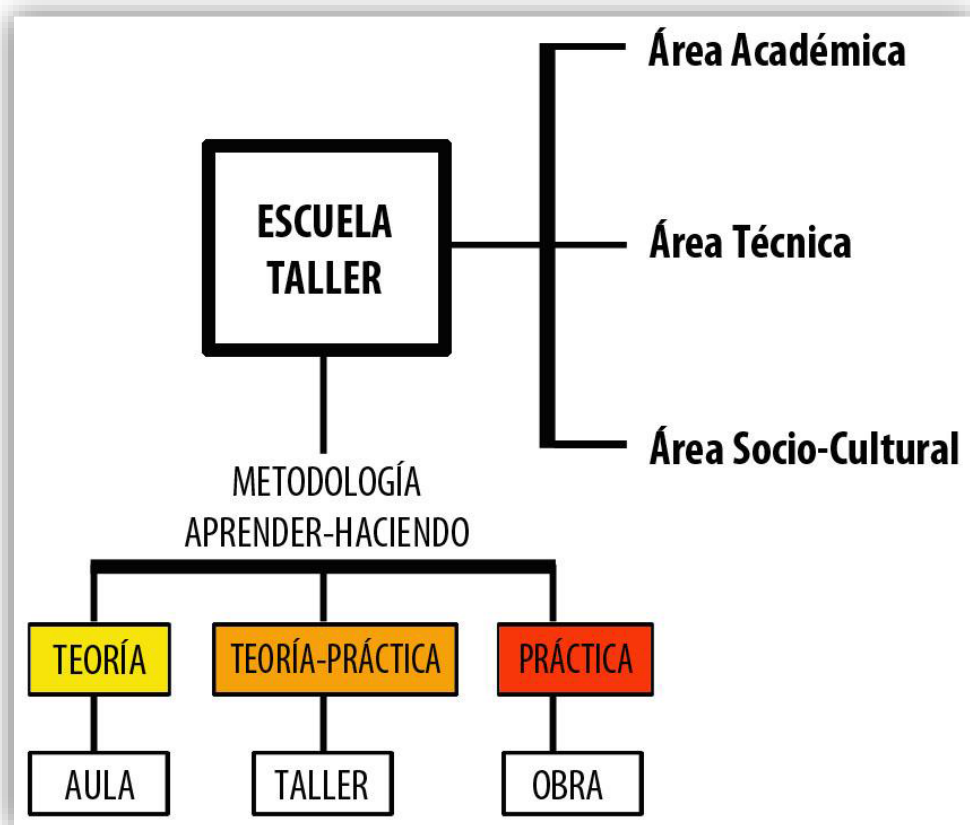 Área Académica
ESCUELA
TALLER
Área Técnica
Área Socio-Cultural
METODOLOGÍA
APRENDER-HACIENDO
TEORÍA
TEORÍA-PRÁCTICA
PRÁCTICA
AULA
TALLER
OBRA